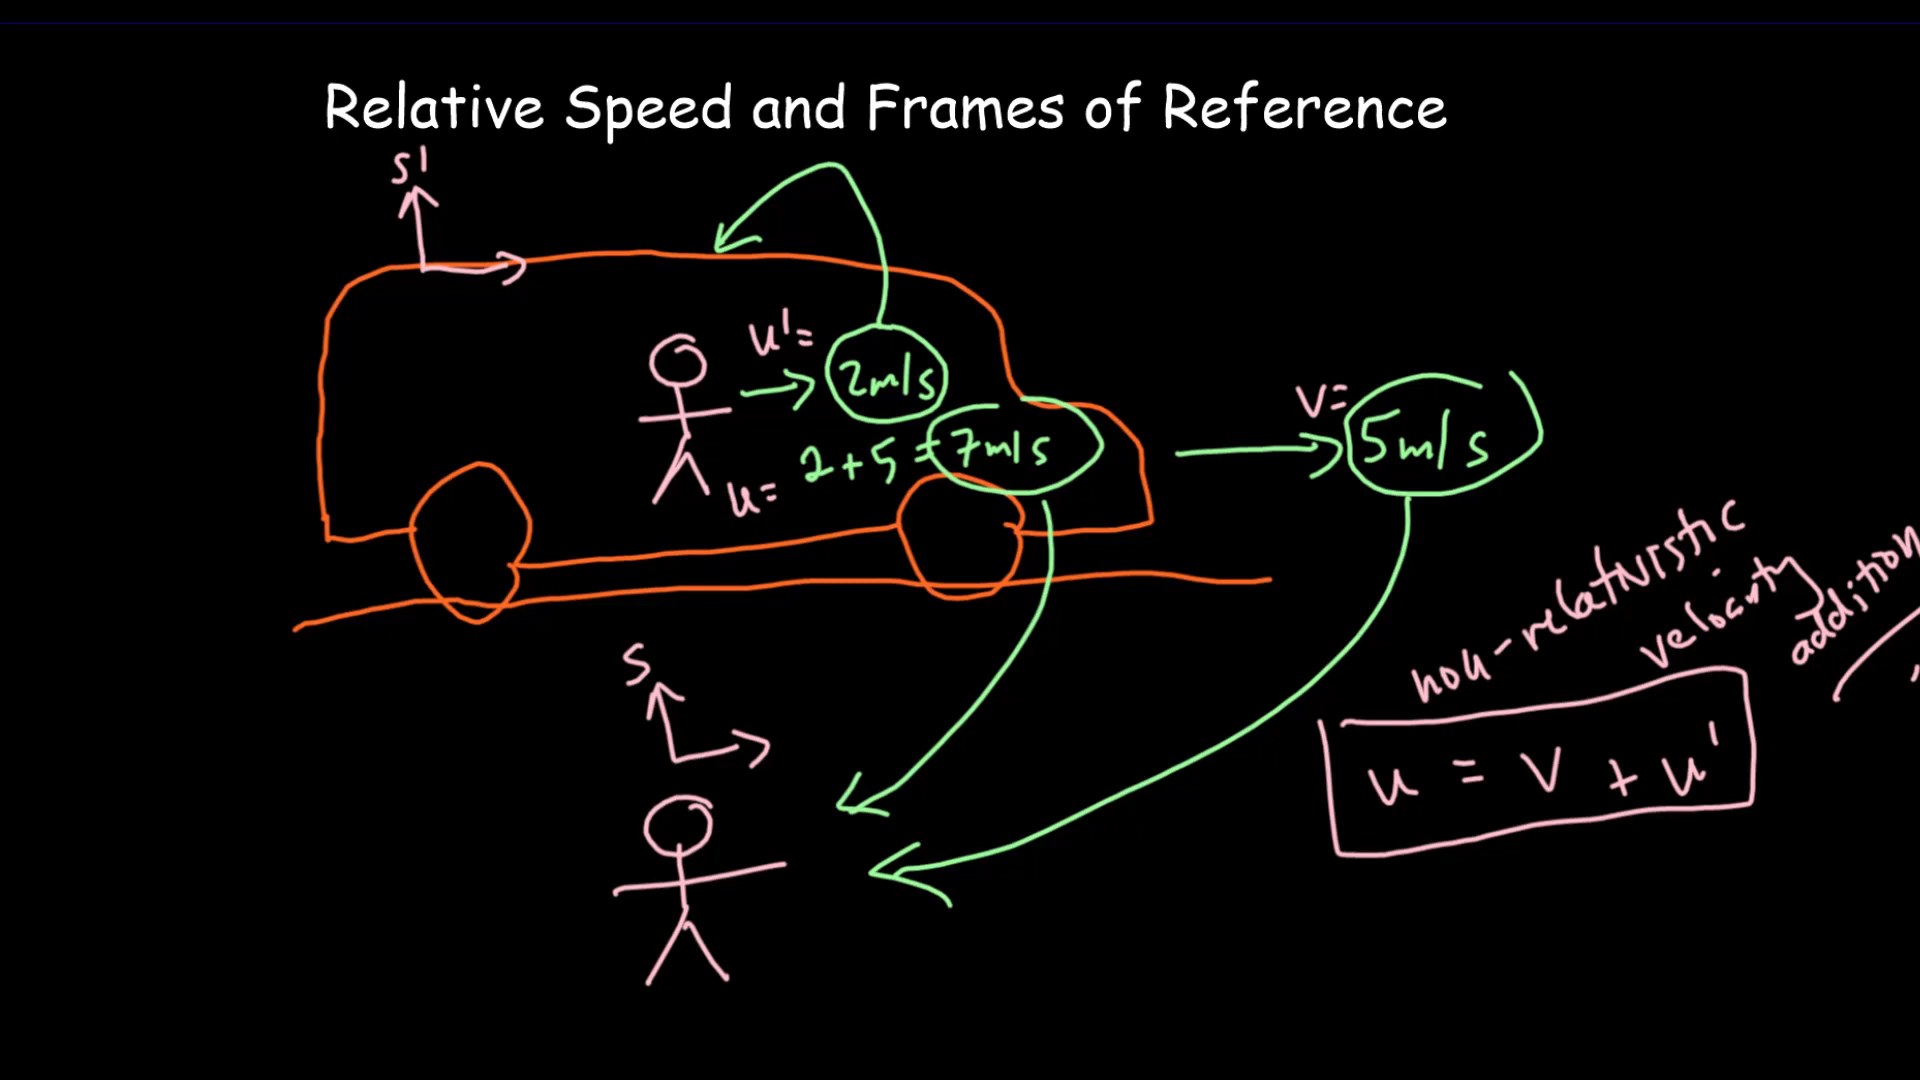 Relative Speed and Frames of Reference
S'
u' =
2m/s
2 + 5 = 7m/s
u =
v =
5m/s
non-relativistic
velocity
addition
S
u = v + u'